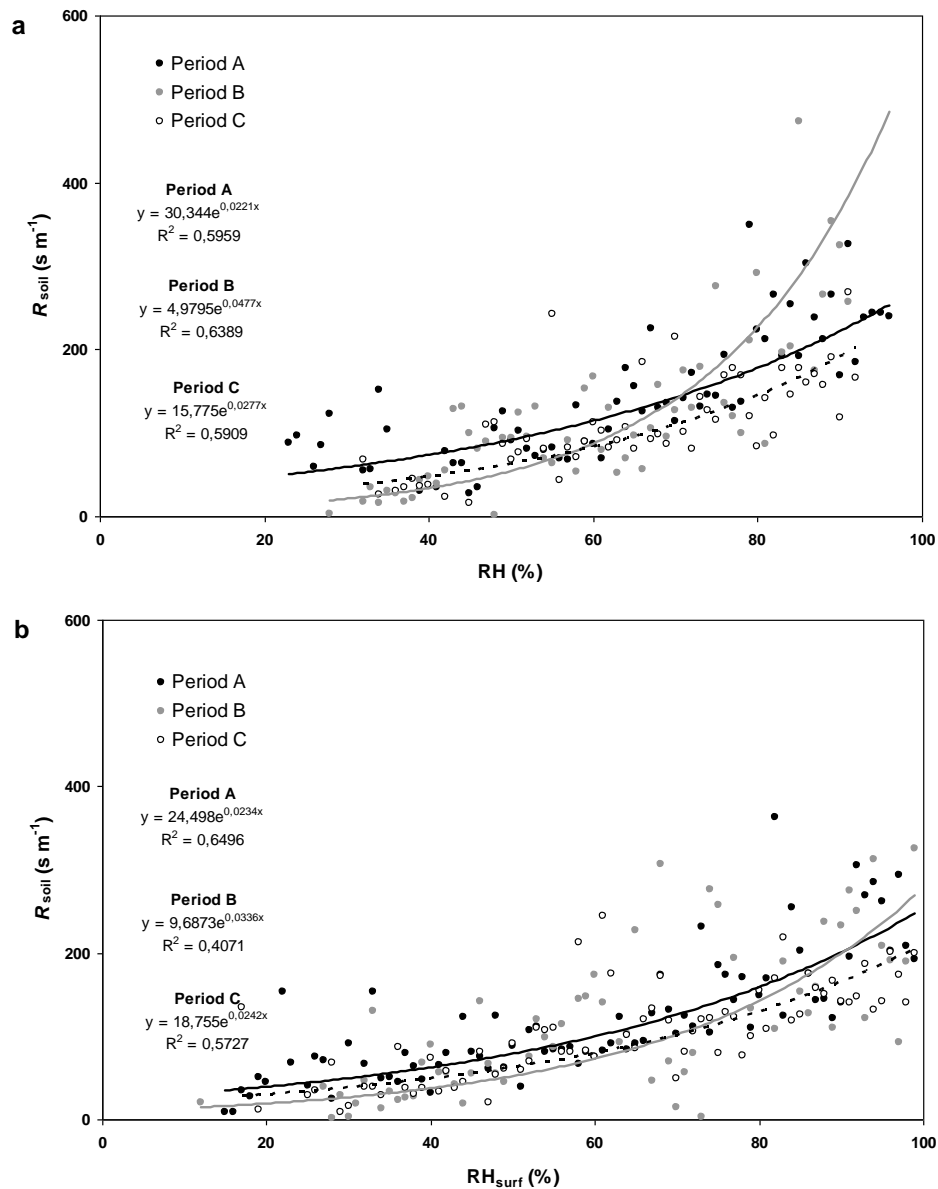 a
600
400
200
0
R soil (s m⁻¹)
Period A
Period B
Period C
Period A
y = 30,344e^0,0221x
R² = 0,5959
Period B
y = 4,9795e^0,0477x
R² = 0,6389
Period C
y = 15,775e^0,0277x
R² = 0,5909
0 20 40 60 80 100
RH (%)
b
600
400
200
0
R soil (s m⁻¹)
Period A
Period B
Period C
Period A
y = 24,498e^0,0234x
R² = 0,6496
Period B
y = 9,6873e^0,0336x
R² = 0,4071
Period C
y = 18,755e^0,0242x
R² = 0,5727
0 20 40 60 80 100
RH surf (%)